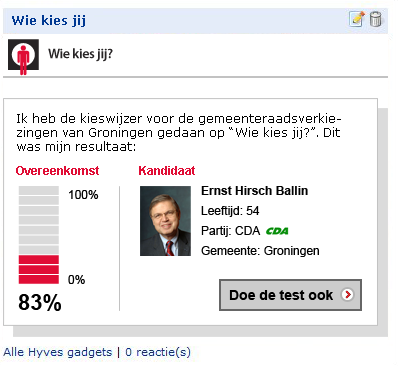 Wie kies jij
Wie kies jij?
Ik heb de kieswijzer voor de gemeenteraadsverkie-
zingen van Groningen gedaan op “Wie kies jij?”. Dit
was mijn resultaat:
Overeenkomst
100%
0%
83%
Kandidaat
Ernst Hirsch Ballin
Leeftijd: 54
Partij: CDA CDA
Gemeente: Groningen
Doe de test ook
Alle Hyves gadgets | 0 reactie(s)